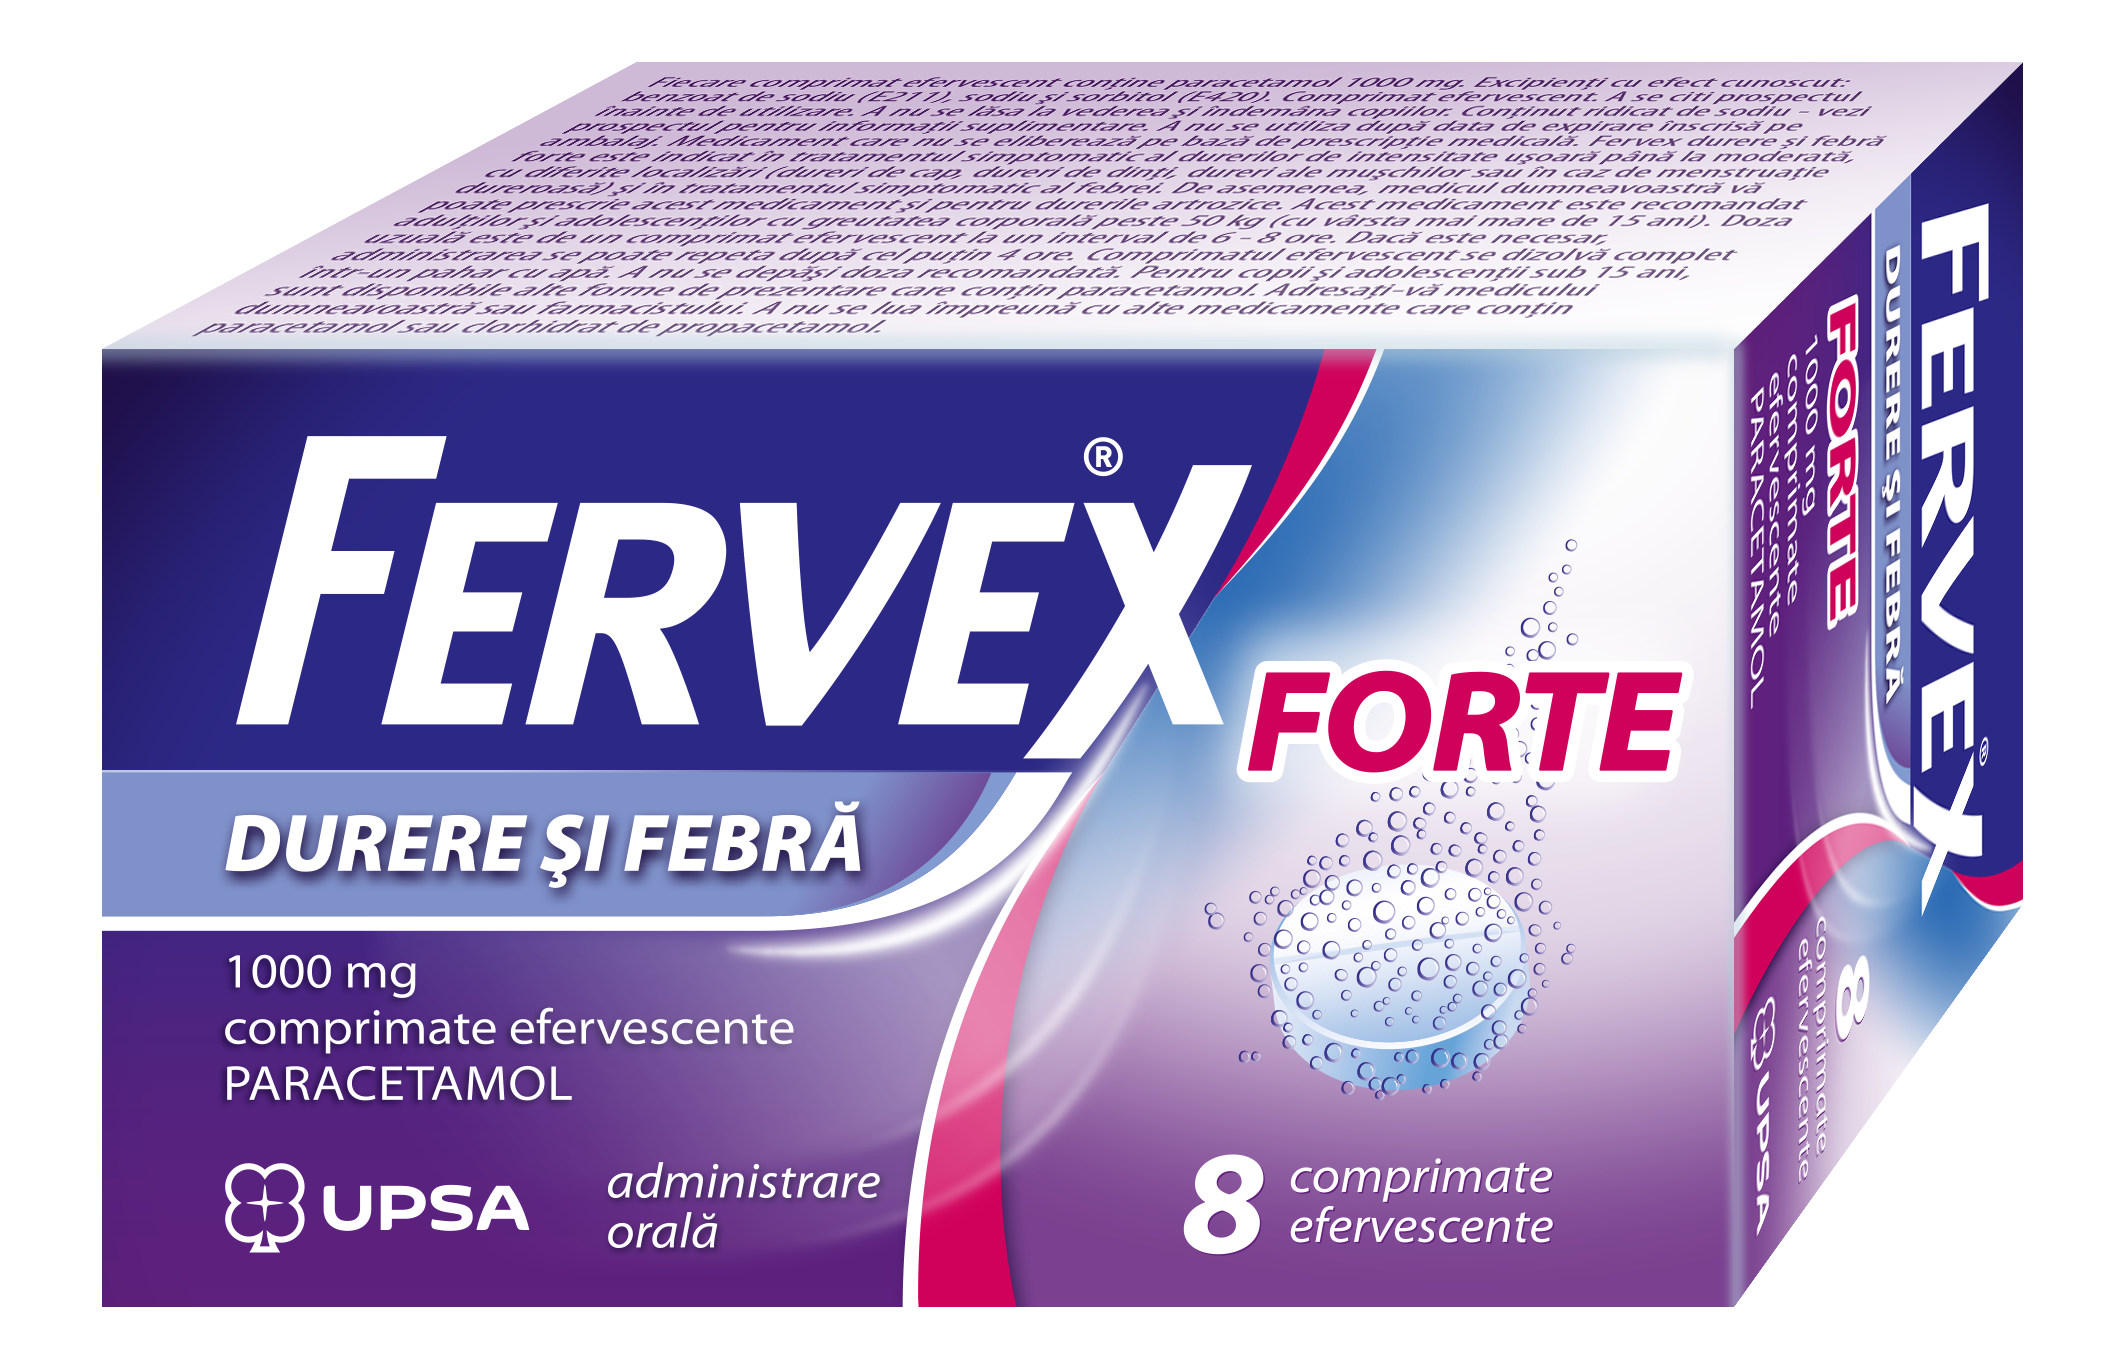 Fiecare comprimat efervescent conţine paracetamol 1000 mg. Excipienţi cu efect cunoscut:
benzoat de sodiu (E211), sodiu şi sorbitol (E420). Comprimat efervescent. A se citi prospectul
înainte de utilizare. A nu se lăsa la vederea şi îndemâna copiilor. Conţinut ridicat de sodiu – vezi
prospectul pentru informaţii suplimentare. A nu se utiliza după data de expirare înscrisă pe
ambalaj. Medicament care nu se eliberează pe bază de prescripţie medicală. Fervex durere şi febră
forte este indicat în tratamentul simptomatic al durerilor de intensitate uşoară până la moderată,
cu diferite localizări (dureri de cap, dureri de dinţi, dureri ale muşchilor sau în caz de menstruaţie
dureroasă) şi în tratamentul simptomatic al febrei. De asemenea, medicul dumneavoastră vă
poate prescrie acest medicament şi pentru durerile artrozice. Acest medicament este recomandat
adulţilor şi adolescenţilor cu greutatea corporală peste 50 kg (cu vârsta mai mare de 15 ani). Doza
uzuală este de un comprimat efervescent la un interval de 6 – 8 ore. Dacă este necesar,
administrarea se poate repeta după cel puţin 4 ore. Comprimatul efervescent se dizolvă complet
într-un pahar cu apă. A nu se depăşi doza recomandată. Pentru copii şi adolescenţii sub 15 ani,
sunt disponibile alte forme de prezentare care conţin paracetamol. Adresaţi-vă medicului
dumneavoastră sau farmacistului. A nu se lua împreună cu alte medicamente care conţin
paracetamol sau clorhidrat de propacetamol.
FERVEX®
FORTE
DURERE ŞI FEBRĂ
1000 mg
comprimate efervescente
PARACETAMOL
UPSA
administrare
orală
8 comprimate
efervescente
FERVEX®
DURERE ŞI FEBRĂ
FORTE
1000 mg
comprimate
efervescente
PARACETAMOL
8 comprimate
efervescente
UPSA